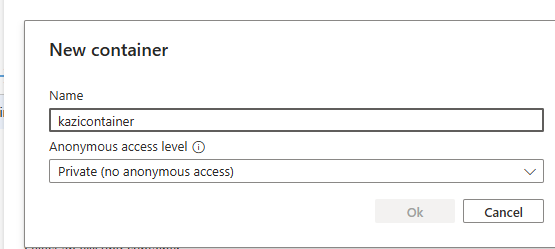 New container
Name
kazicontainer
Anonymous access level
Private (no anonymous access)
Ok Cancel